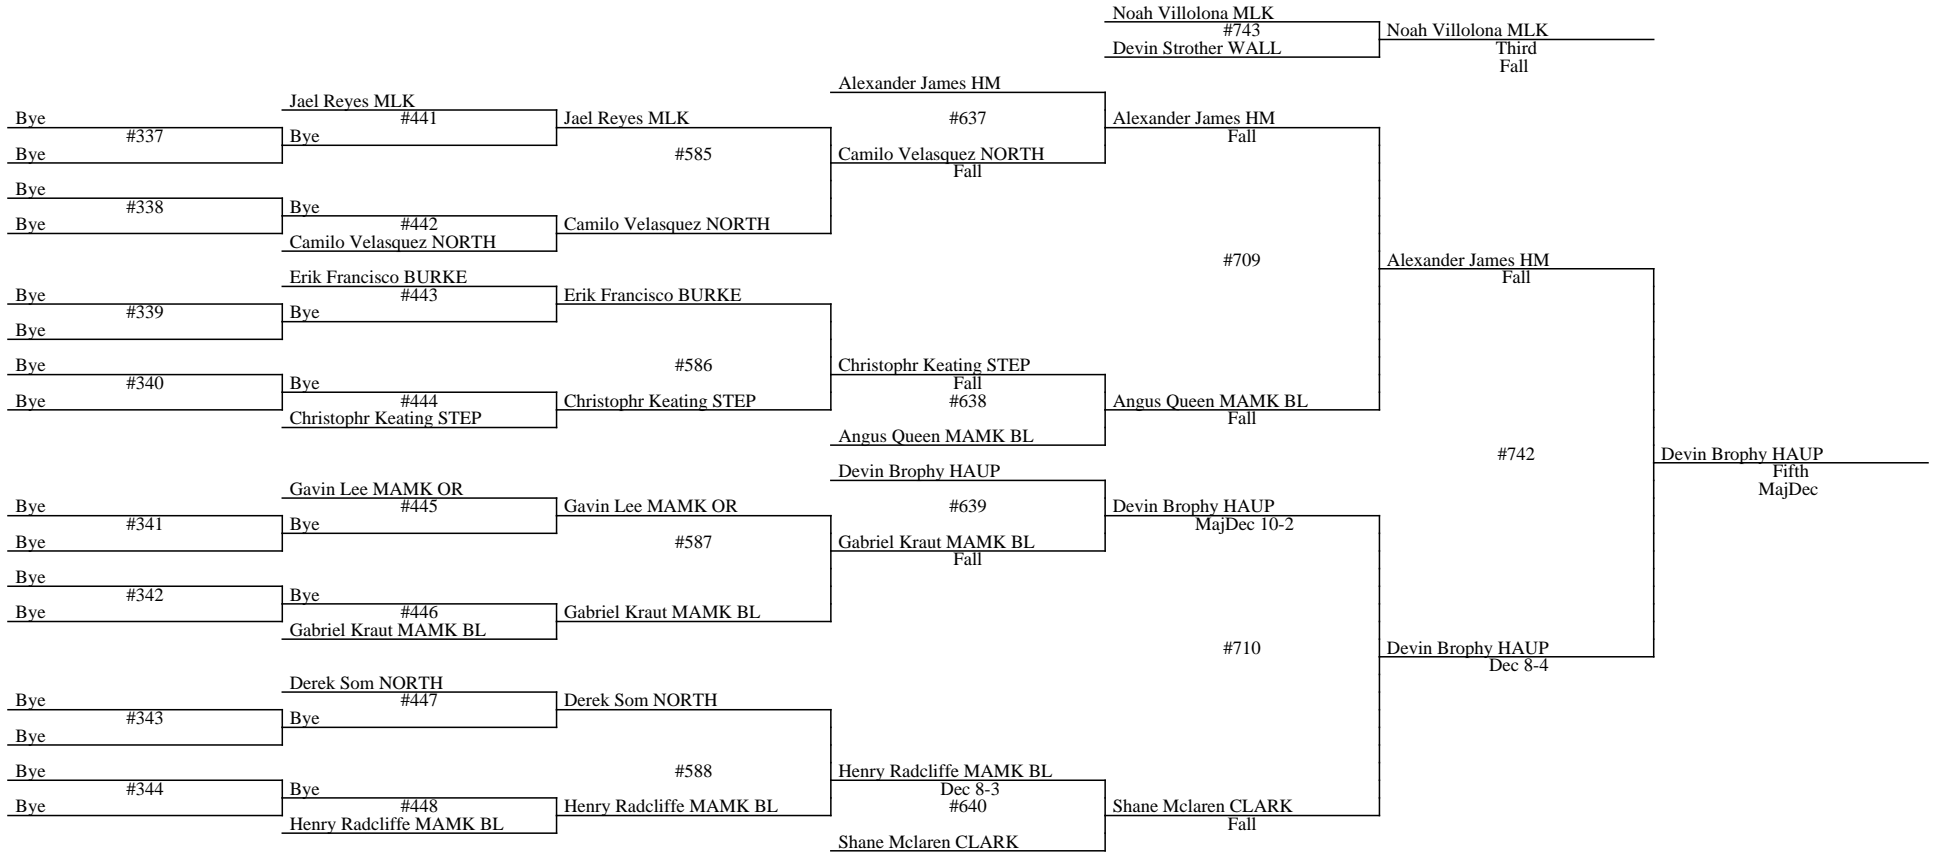 Noah Villolona MLK
#743
Devin Strother WALL
Noah Villolona MLK
Third
Fall
Bye
#337
Bye
Bye
#338
Bye
Bye
#339
Bye
Bye
#340
Bye
Bye
#341
Bye
Bye
#342
Bye
Bye
#343
Bye
Bye
#344
Bye
Jael Reyes MLK
#441
Bye
Bye
#442
Camilo Velasquez NORTH
Erik Francisco BURKE
#443
Bye
Bye
#444
Christophr Keating STEP
Gavin Lee MAMK OR
#445
Bye
Bye
#446
Gabriel Kraut MAMK BL
Derek Som NORTH
#447
Bye
Bye
#448
Henry Radcliffe MAMK BL
Jael Reyes MLK
#585
Camilo Velasquez NORTH
Erik Francisco BURKE
#586
Christophr Keating STEP
Gavin Lee MAMK OR
#587
Gabriel Kraut MAMK BL
Derek Som NORTH
#588
Henry Radcliffe MAMK BL
Alexander James HM
#637
Camilo Velasquez NORTH
Fall
Christophr Keating STEP
Fall
#638
Angus Queen MAMK BL
Devin Brophy HAUP
#639
Gabriel Kraut MAMK BL
Fall
Henry Radcliffe MAMK BL
Dec 8-3
#640
Shane Mclaren CLARK
Alexander James HM
Fall
#709
Angus Queen MAMK BL
Fall
Devin Brophy HAUP
MajDec 10-2
#710
Shane Mclaren CLARK
Fall
Alexander James HM
Fall
#742
Devin Brophy HAUP
Dec 8-4
Devin Brophy HAUP
Fifth
MajDec